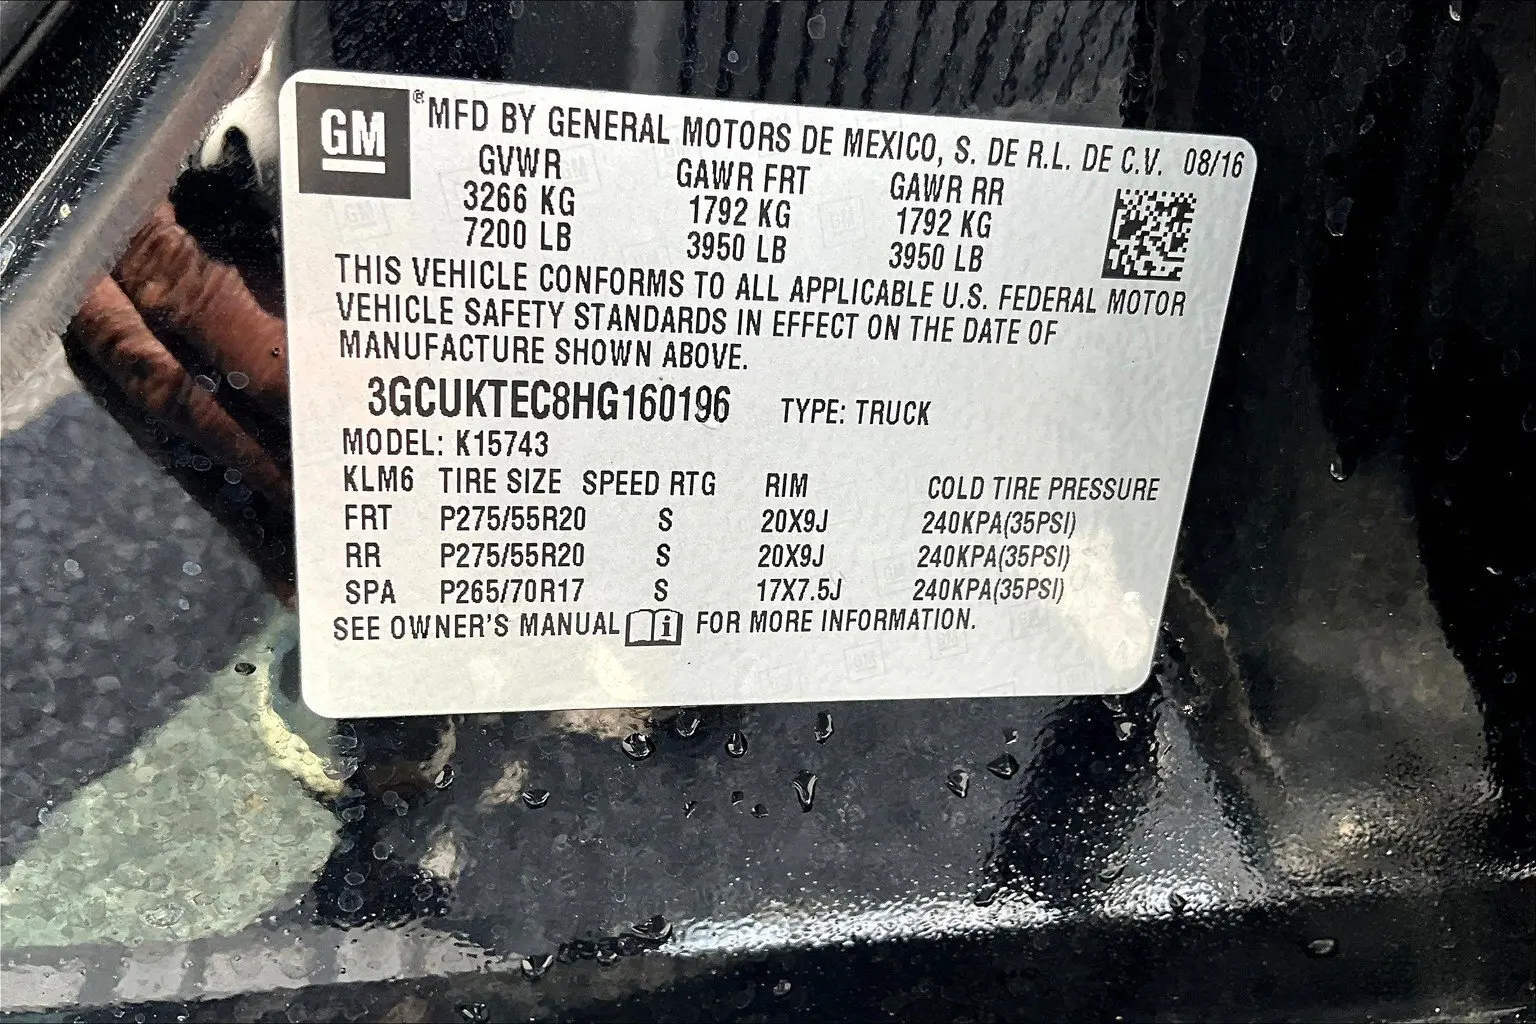 GM ® MFD BY GENERAL MOTORS DE MEXICO, S. DE R.L. DE C.V. 08/16
GVWR GAWR FRT GAWR RR
3266 KG 1792 KG 1792 KG
7200 LB 3950 LB 3950 LB
THIS VEHICLE CONFORMS TO ALL APPLICABLE U.S. FEDERAL MOTOR
VEHICLE SAFETY STANDARDS IN EFFECT ON THE DATE OF
MANUFACTURE SHOWN ABOVE.
3GCUKTEC8HG160196 TYPE: TRUCK
MODEL: K15743
KLM6 TIRE SIZE SPEED RTG RIM COLD TIRE PRESSURE
FRT P275/55R20 S 20X9J 240KPA(35PSI)
RR P275/55R20 S 20X9J 240KPA(35PSI)
SPA P265/70R17 S 17X7.5J 240KPA(35PSI)
SEE OWNER'S MANUAL i FOR MORE INFORMATION.